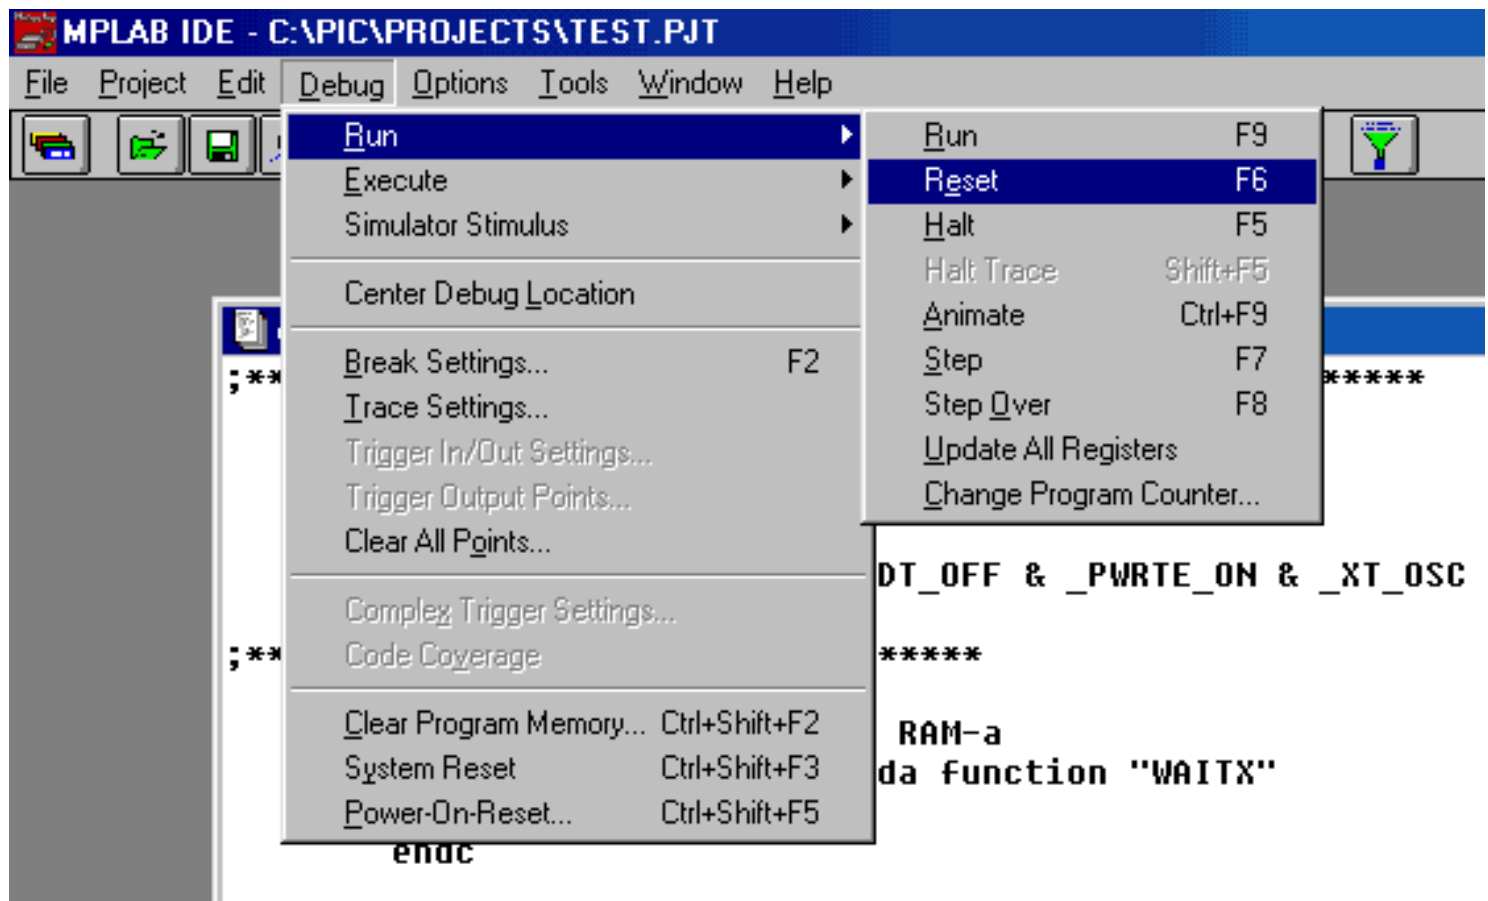 MPLAB IDE - C:\PIC\PROJECTS\TEST.PJT
File Project Edit Debug Options Tools Window Help
Run
Execute
Simulator Stimulus
Center Debug Location
Break Settings... F2
Trace Settings...
Trigger In/Out Settings...
Trigger Output Points...
Clear All Points...
Complex Trigger Settings...
Code Coverage
Clear Program Memory... Ctrl+Shift+F2
System Reset Ctrl+Shift+F3
Power-On-Reset... Ctrl+Shift+F5
Run F9
Reset F6
Halt F5
Halt Trace Shift+F5
Animate Ctrl+F9
Step F7
Step Over F8
Update All Registers
Change Program Counter...
;** *****
DT_OFF & _PWRTE_ON & _XT_OSC
;** *****
RAM-a
da function "WAITX"
endc